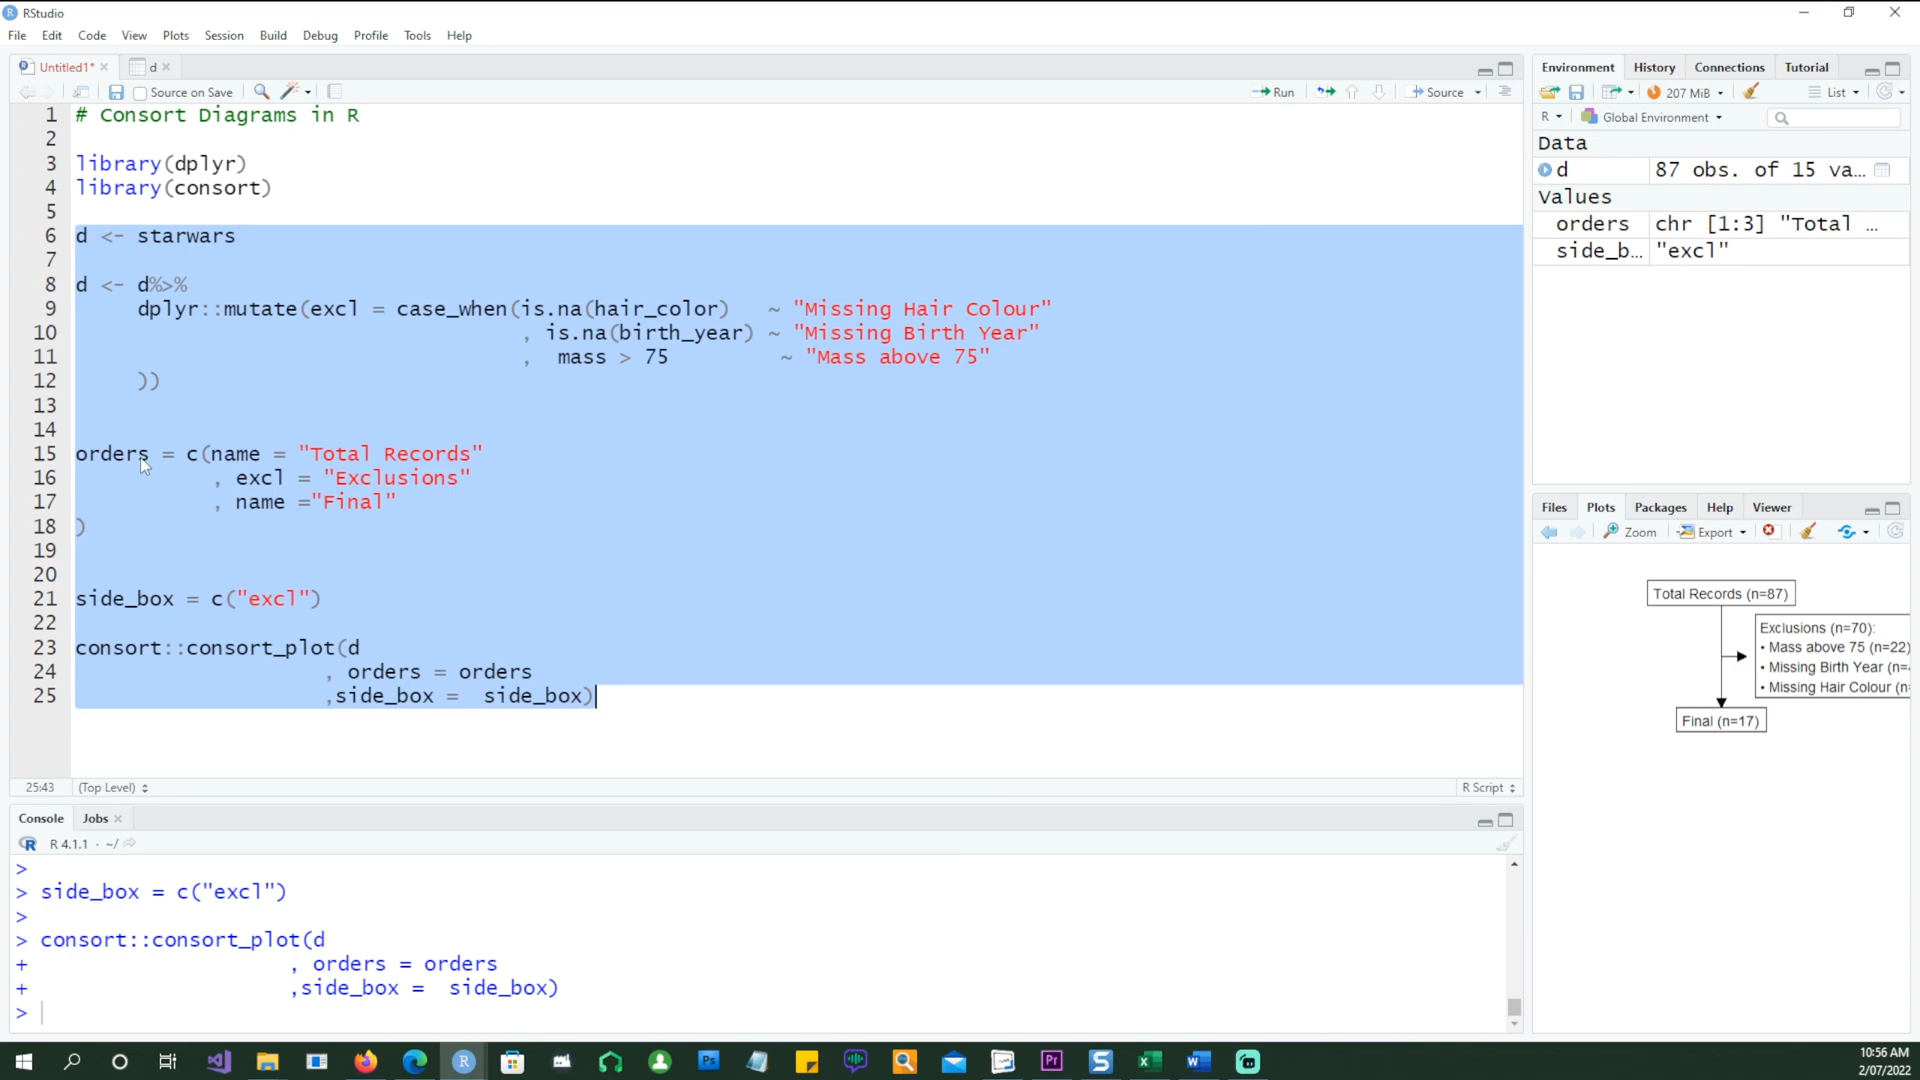 RStudio
File Edit Code View Plots Session Build Debug Profile Tools Help
Untitled1* d
Source on Save Run Source
1 # Consort Diagrams in R
2
3 library(dplyr)
4 library(consort)
5
6 d <- starwars
7
8 d <- d%>%
9 dplyr::mutate(excl = case_when(is.na(hair_color) ~ "Missing Hair Colour"
10 , is.na(birth_year) ~ "Missing Birth Year"
11 , mass > 75 ~ "Mass above 75"
12 ))
13
14
15 orders = c(name = "Total Records"
16 , excl = "Exclusions"
17 , name ="Final"
18 )
19
20
21 side_box = c("excl")
22
23 consort::consort_plot(d
24 , orders = orders
25 ,side_box = side_box)
25:43 (Top Level) R Script
Console Jobs
R 4.1.1 · ~/
>
> side_box = c("excl")
>
> consort::consort_plot(d
+ , orders = orders
+ ,side_box = side_box)
>
Environment History Connections Tutorial
207 MiB List
R Global Environment
Data
d 87 obs. of 15 va…
Values
orders chr [1:3] "Total …
side_b… "excl"
Files Plots Packages Help Viewer
Zoom Export
Total Records (n=87)
Exclusions (n=70):
• Mass above 75 (n=22)
• Missing Birth Year (n=
• Missing Hair Colour (n=
Final (n=17)
Ps Pr
10:56 AM
2/07/2022